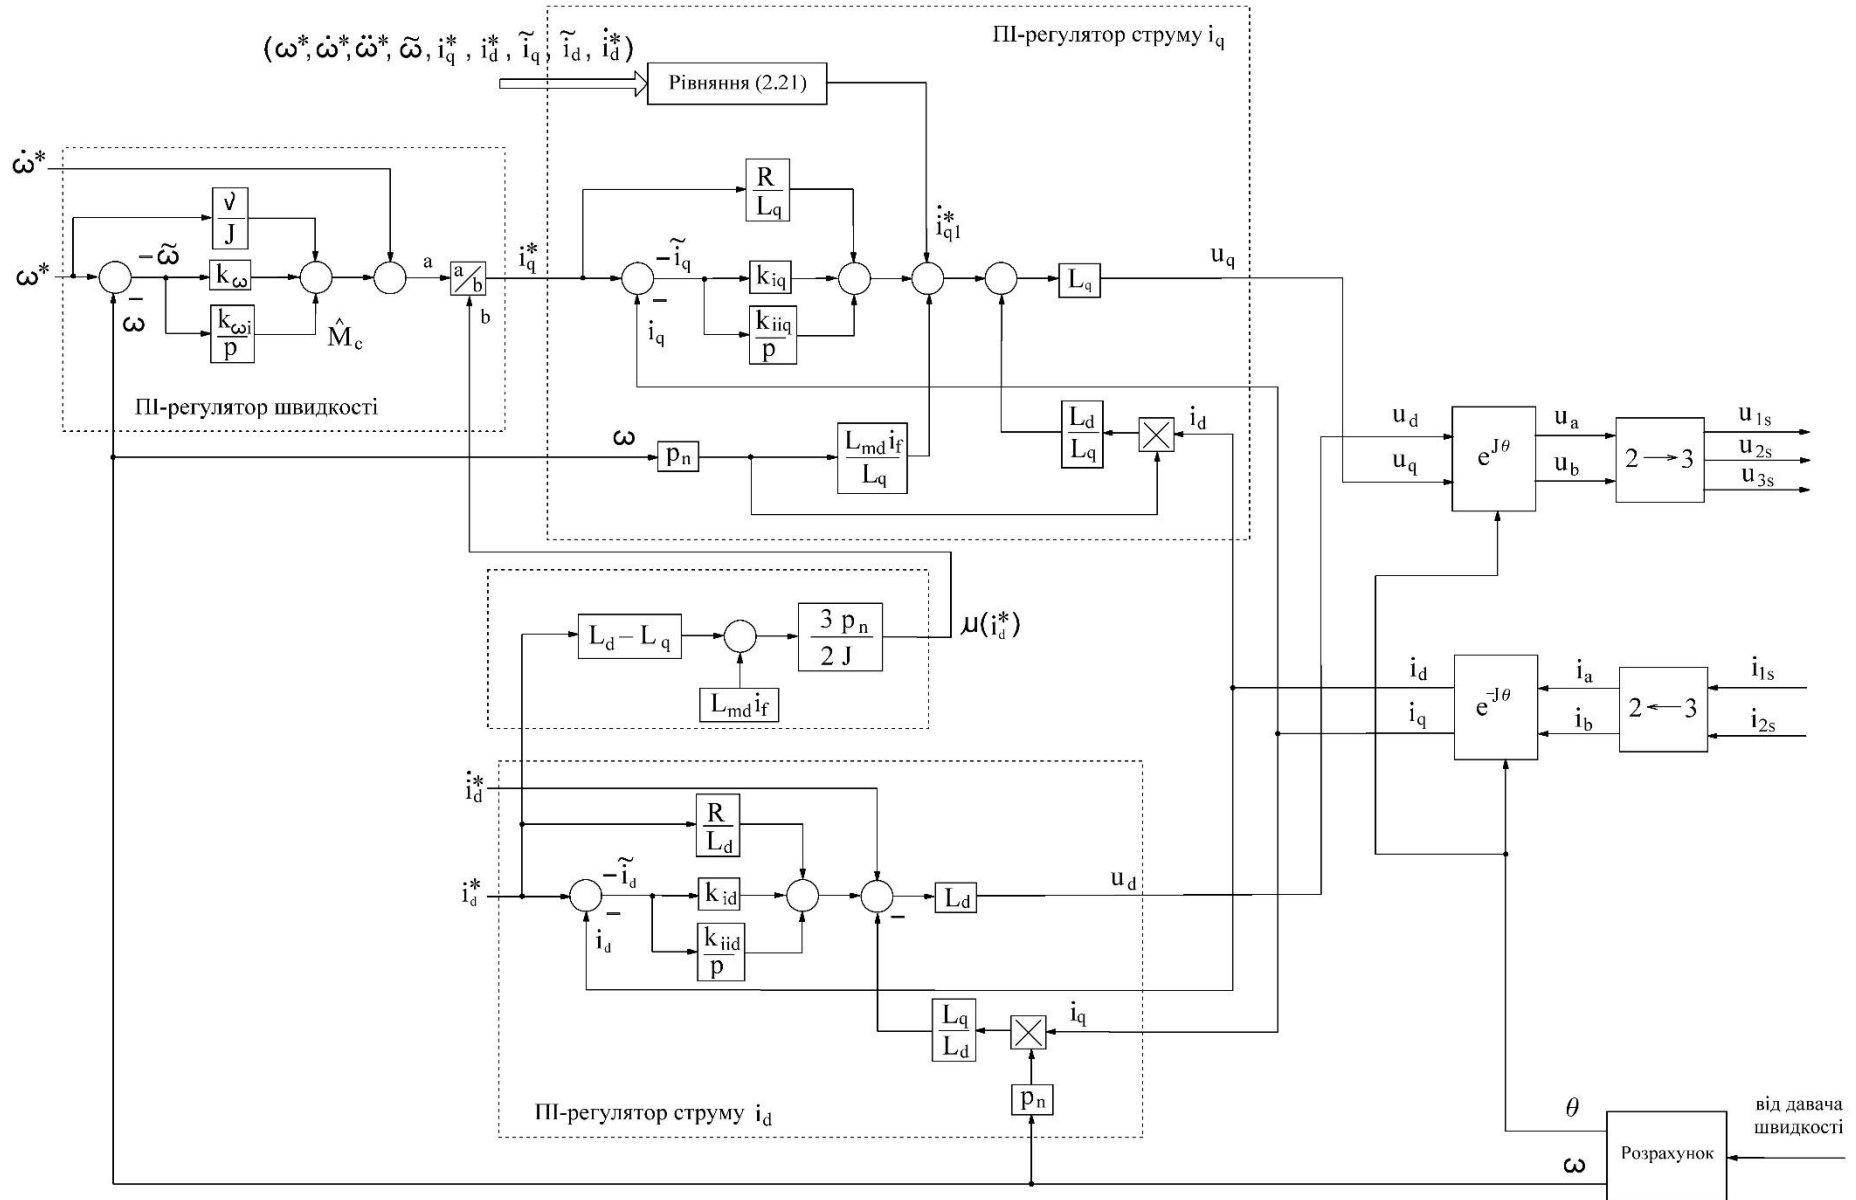 (ω*, ω̇*, ω̈*, ω̃, i*q, i*d, ĩq, ĩd, i̇*d)
ПІ-регулятор струму iq
Рівняння (2.21)
ω̇*
ν/J
R/Lq
i̇*q1
ω*
-ω̃
kω
a
a/b
i*q
-ĩq
kiq
Lq
uq
−
ω
kωi/p
M̂c
b
−
iq
kiiq/p
ПІ-регулятор швидкості
ω
pn
Lmd if/Lq
Ld/Lq
id
ud
uq
e^Jθ
ua
ub
2→3
u1s
u2s
u3s
Ld−Lq
3 pn/2 J
μ(i*d)
Lmd if
id
iq
e^-Jθ
ia
ib
2←3
i1s
i2s
i̇*d
R/Ld
i*d
-ĩd
kid
Ld
ud
−
−
id
kiid/p
Lq/Ld
iq
pn
ПІ-регулятор струму id
θ
ω
Розрахунок
від давача
швидкості